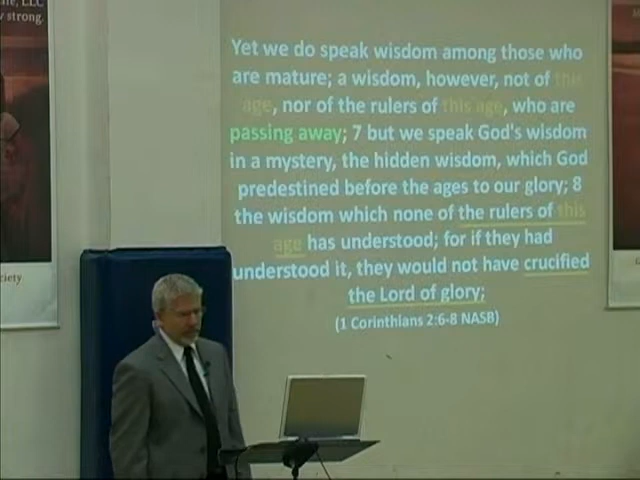 LLC
strong.
Yet we do speak wisdom among those who
are mature; a wisdom, however, not of this
age, nor of the rulers of this age, who are
passing away; 7 but we speak God's wisdom
in a mystery, the hidden wisdom, which God
predestined before the ages to our glory; 8
the wisdom which none of the rulers of this
age has understood; for if they had
understood it, they would not have crucified
the Lord of glory;
(1 Corinthians 2:6-8 NASB)
ciety